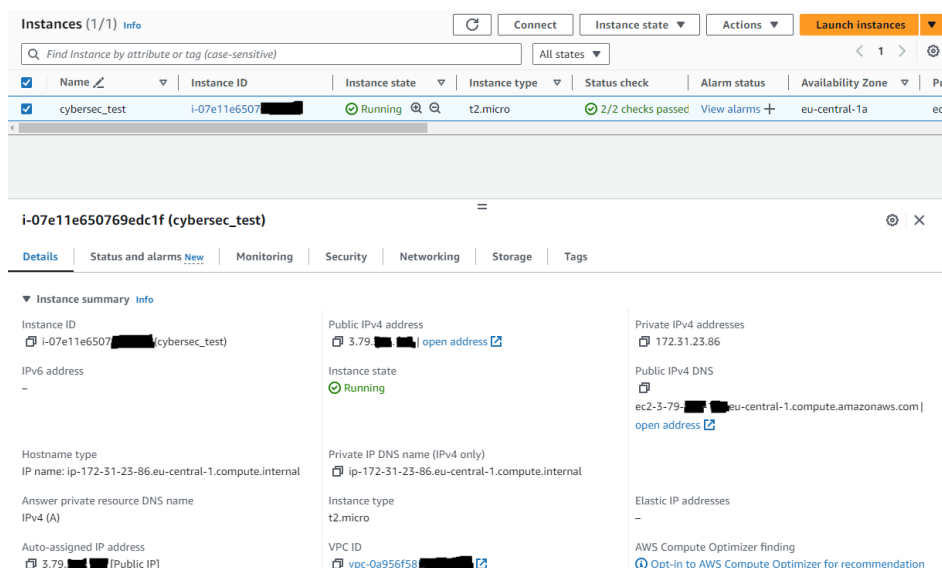 Instances (1/1) Info
Connect Instance state Actions Launch instances
Find Instance by attribute or tag (case-sensitive) All states 1
Name Instance ID Instance state Instance type Status check Alarm status Availability Zone
cybersec_test i-07e11e6507 Running t2.micro 2/2 checks passed View alarms + eu-central-1a
i-07e11e650769edc1f (cybersec_test)
Details Status and alarms New Monitoring Security Networking Storage Tags
Instance summary Info
Instance ID Public IPv4 address Private IPv4 addresses
i-07e11e6507 (cybersec_test) 3.79. | open address 172.31.23.86
IPv6 address Instance state Public IPv4 DNS
– Running
ec2-3-79- eu-central-1.compute.amazonaws.com |
open address
Hostname type Private IP DNS name (IPv4 only)
IP name: ip-172-31-23-86.eu-central-1.compute.internal ip-172-31-23-86.eu-central-1.compute.internal
Answer private resource DNS name Instance type Elastic IP addresses
IPv4 (A) t2.micro –
Auto-assigned IP address VPC ID AWS Compute Optimizer finding
3.79. [Public IP] vpc-0a956f58 Opt-in to AWS Compute Optimizer for recommendation